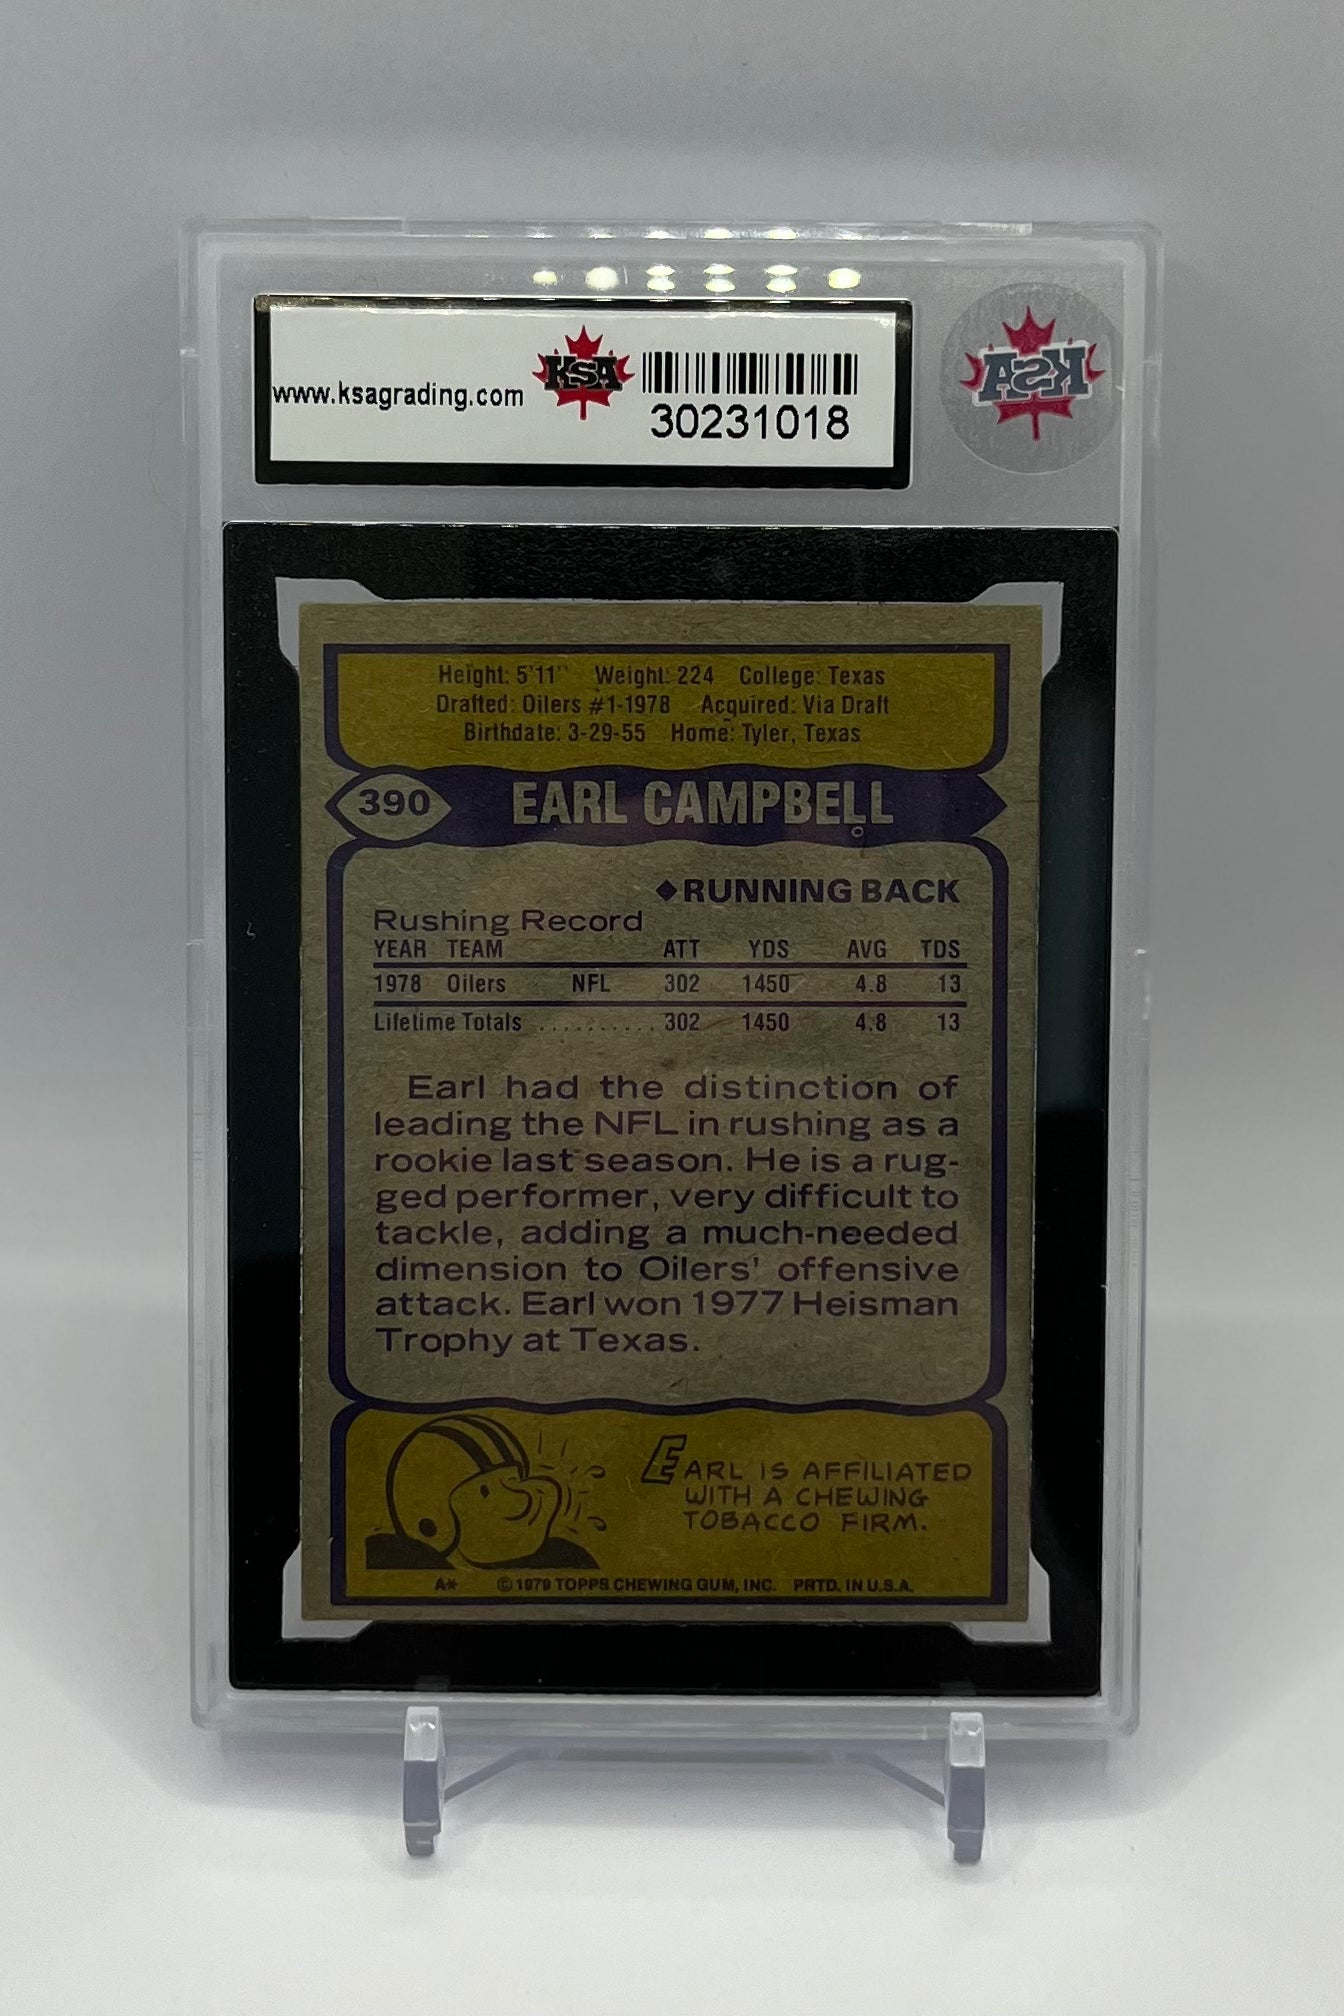 www.ksagrading.com
KSA
30231018
KSA
Height: 5'11" Weight: 224 College: Texas
Drafted: Oilers #1-1978 Acquired: Via Draft
Birthdate: 3-29-55 Home: Tyler, Texas
390 EARL CAMPBELL
◆RUNNING BACK
Rushing Record
YEAR TEAM ATT YDS AVG TDS
1978 Oilers NFL 302 1450 4.8 13
Lifetime Totals .......... 302 1450 4.8 13
Earl had the distinction of
leading the NFL in rushing as a
rookie last season. He is a rug-
ged performer, very difficult to
tackle, adding a much-needed
dimension to Oilers' offensive
attack. Earl won 1977 Heisman
Trophy at Texas.
EARL IS AFFILIATED
WITH A CHEWING
TOBACCO FIRM.
A* ©1979 TOPPS CHEWING GUM, INC. PRTD. IN U.S.A.